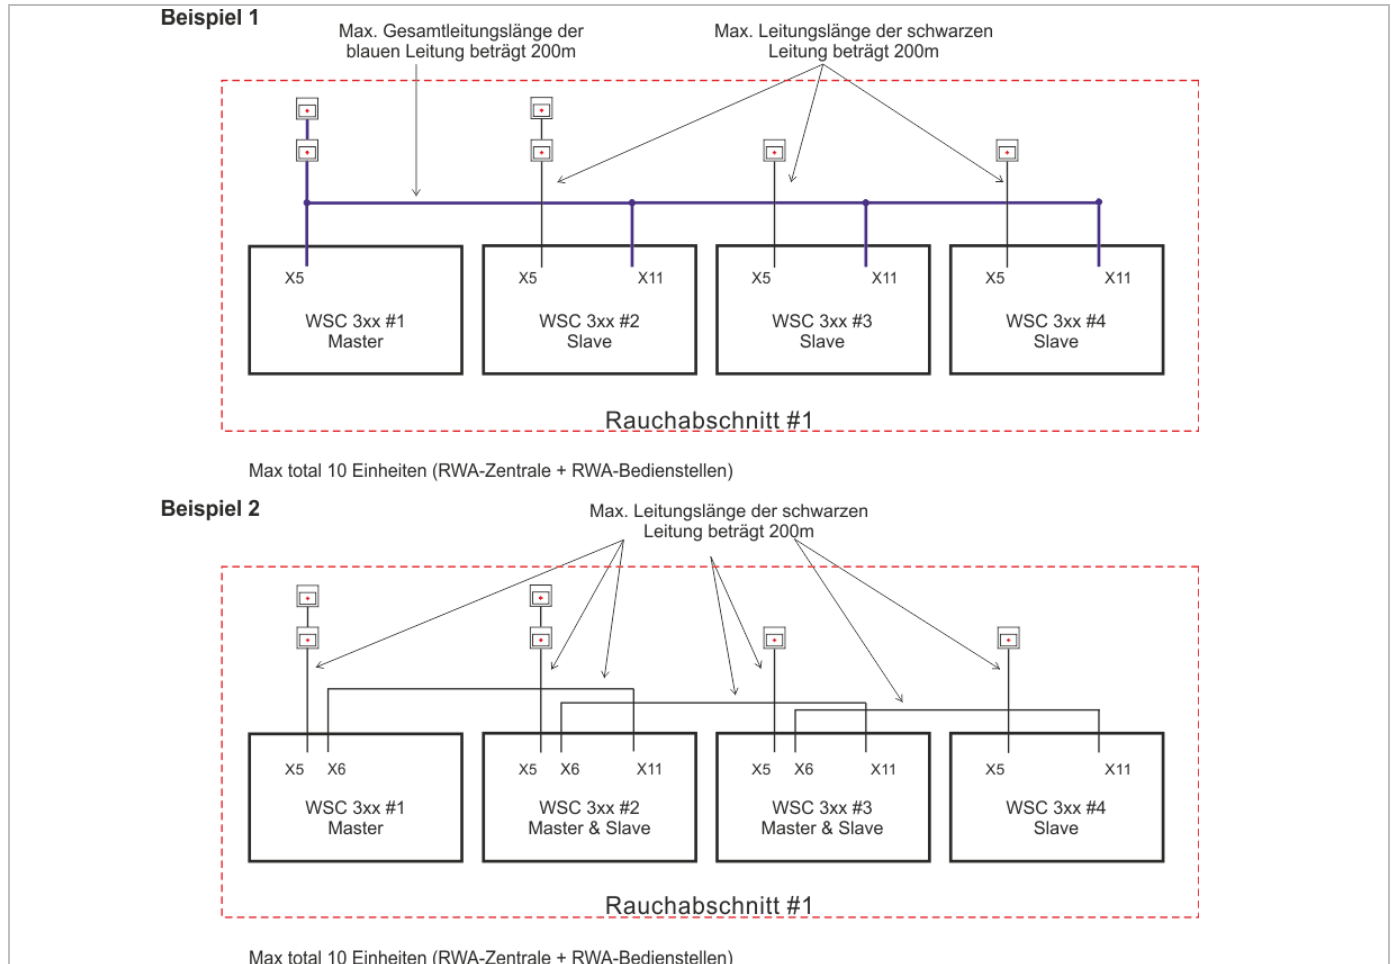 Beispiel 1
Max. Gesamtleitungslänge der
blauen Leitung beträgt 200m
Max. Leitungslänge der schwarzen
Leitung beträgt 200m
X5
X5
X11
X5
X11
X5
X11
WSC 3xx #1
Master
WSC 3xx #2
Slave
WSC 3xx #3
Slave
WSC 3xx #4
Slave
Rauchabschnitt #1
Max total 10 Einheiten (RWA-Zentrale + RWA-Bedienstellen)
Beispiel 2
Max. Leitungslänge der schwarzen
Leitung beträgt 200m
X5
X6
X5
X6
X11
X5
X6
X11
X5
X11
WSC 3xx #1
Master
WSC 3xx #2
Master & Slave
WSC 3xx #3
Master & Slave
WSC 3xx #4
Slave
Rauchabschnitt #1
Max total 10 Einheiten (RWA-Zentrale + RWA-Bedienstellen)